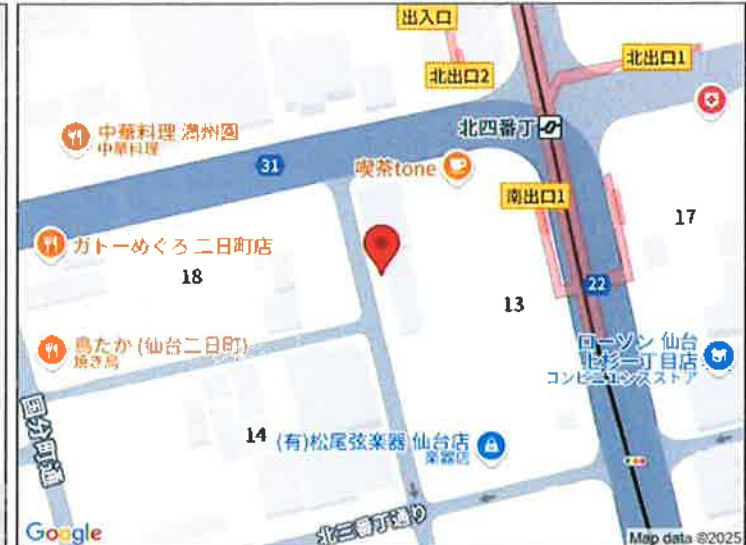 出入口
北出口2
北出口1
中華料理 満州園
中華料理
北四番丁
31
喫茶tone
南出口1
17
ガトーめぐろ 二日町店
18
22
13
鳥たか (仙台二日町)
焼き鳥
ローソン 仙台
上杉一丁目店
コンビニエンスストア
国分町通
14
(有)松尾弦楽器 仙台店
楽器店
北三番丁通り
Google
Map data ©2025